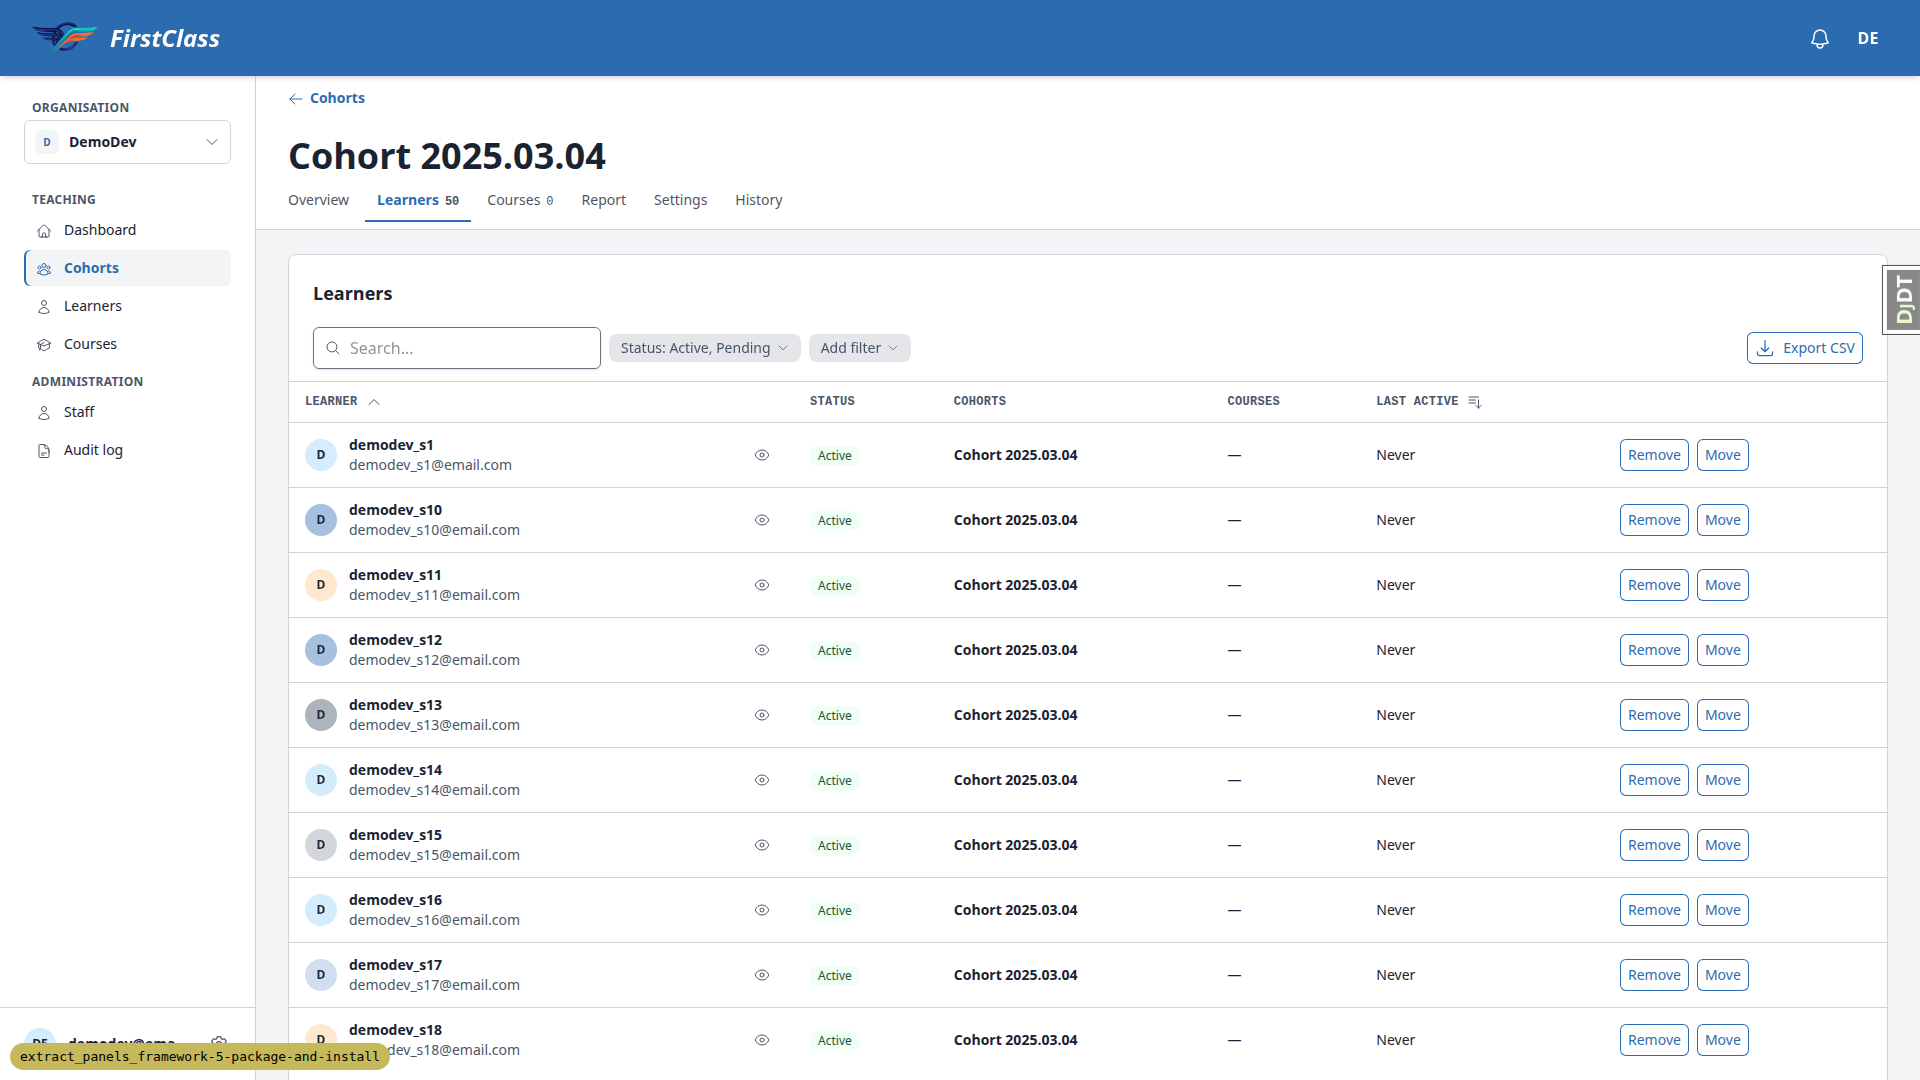 FirstClass
DE
ORGANISATION
D DemoDev
TEACHING
Dashboard
Cohorts
Learners
Courses
ADMINISTRATION
Staff
Audit log
Cohorts
Cohort 2025.03.04
Overview Learners 50 Courses 0 Report Settings History
Learners
Search... Status: Active, Pending Add filter Export CSV
LEARNER STATUS COHORTS COURSES LAST ACTIVE
D demodev_s1 Active Cohort 2025.03.04 — Never Remove Move
demodev_s1@email.com
D demodev_s10 Active Cohort 2025.03.04 — Never Remove Move
demodev_s10@email.com
D demodev_s11 Active Cohort 2025.03.04 — Never Remove Move
demodev_s11@email.com
D demodev_s12 Active Cohort 2025.03.04 — Never Remove Move
demodev_s12@email.com
D demodev_s13 Active Cohort 2025.03.04 — Never Remove Move
demodev_s13@email.com
D demodev_s14 Active Cohort 2025.03.04 — Never Remove Move
demodev_s14@email.com
D demodev_s15 Active Cohort 2025.03.04 — Never Remove Move
demodev_s15@email.com
D demodev_s16 Active Cohort 2025.03.04 — Never Remove Move
demodev_s16@email.com
D demodev_s17 Active Cohort 2025.03.04 — Never Remove Move
demodev_s17@email.com
D demodev_s18 Active Cohort 2025.03.04 — Never Remove Move
dev_s18@email.com
DjDT
extract_panels_framework-5-package-and-install